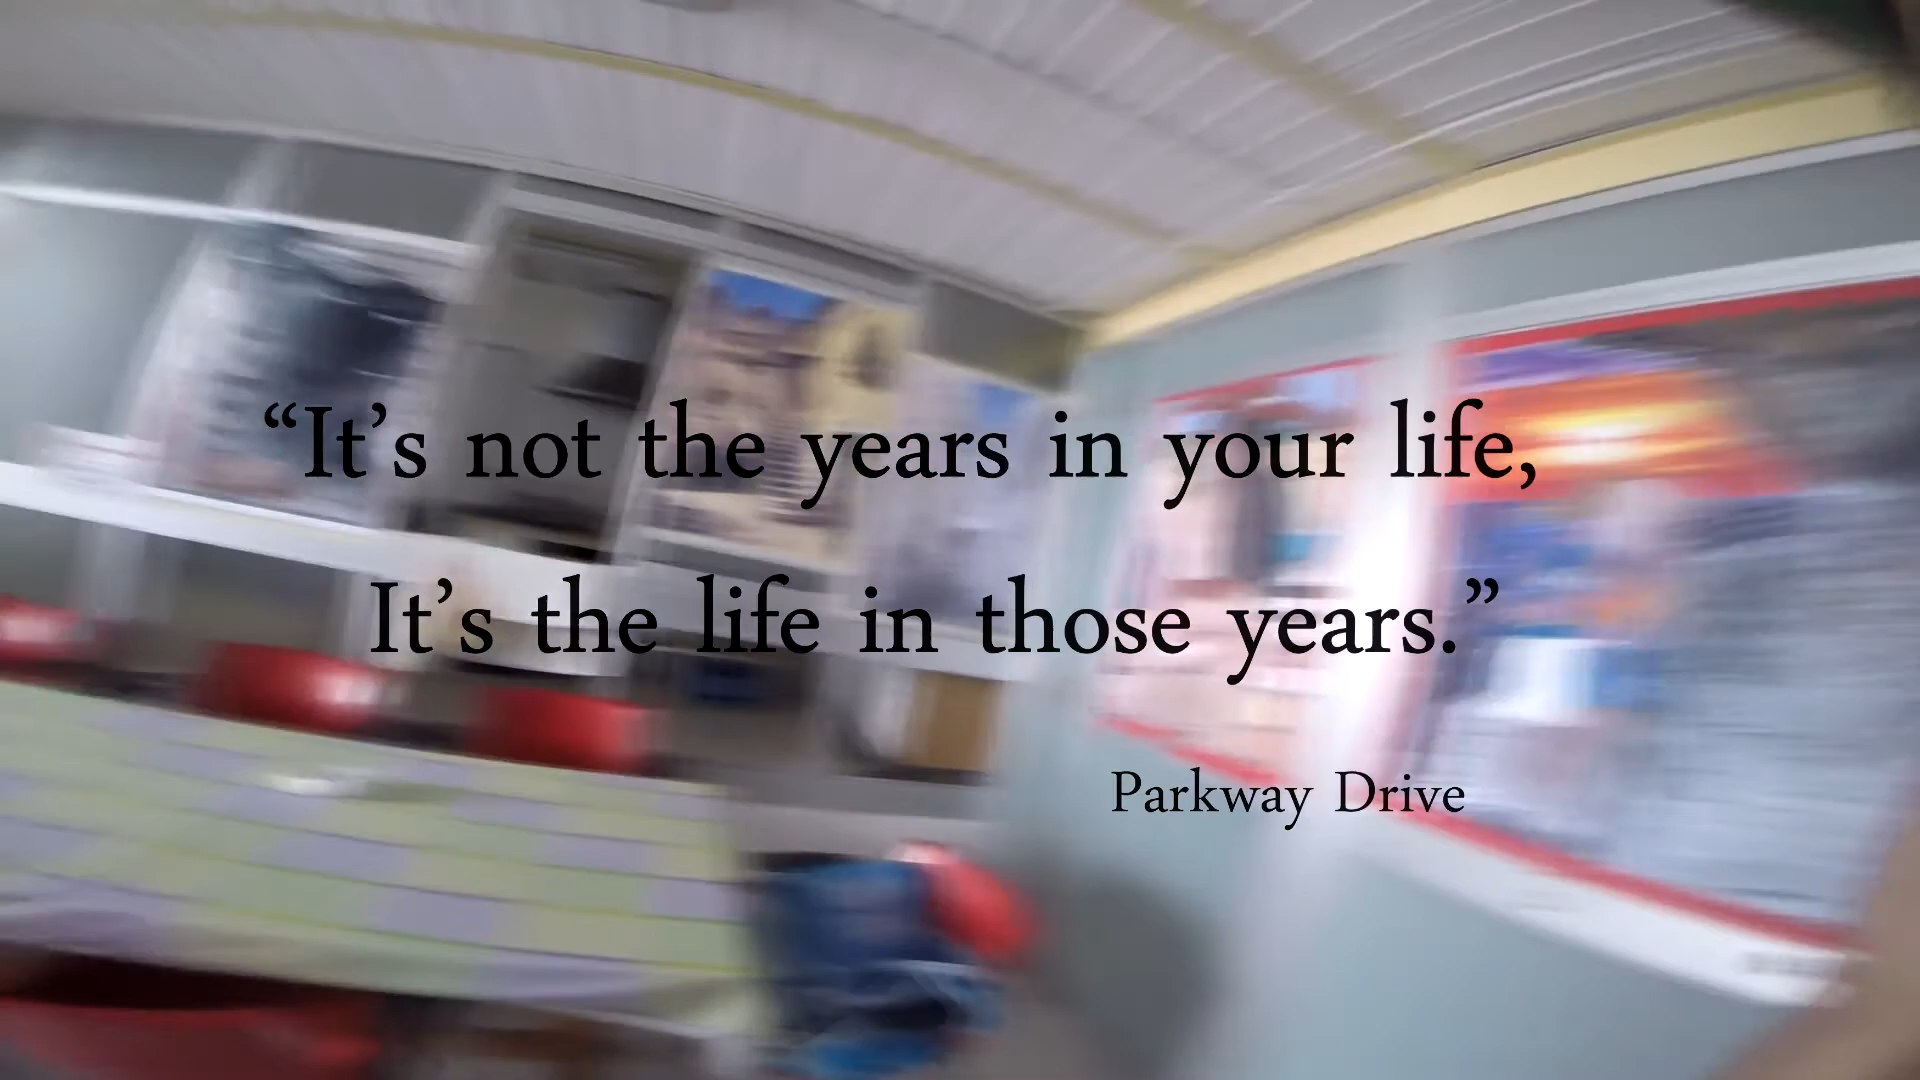 “It’s not the years in your life,
It’s the life in those years.”
Parkway Drive